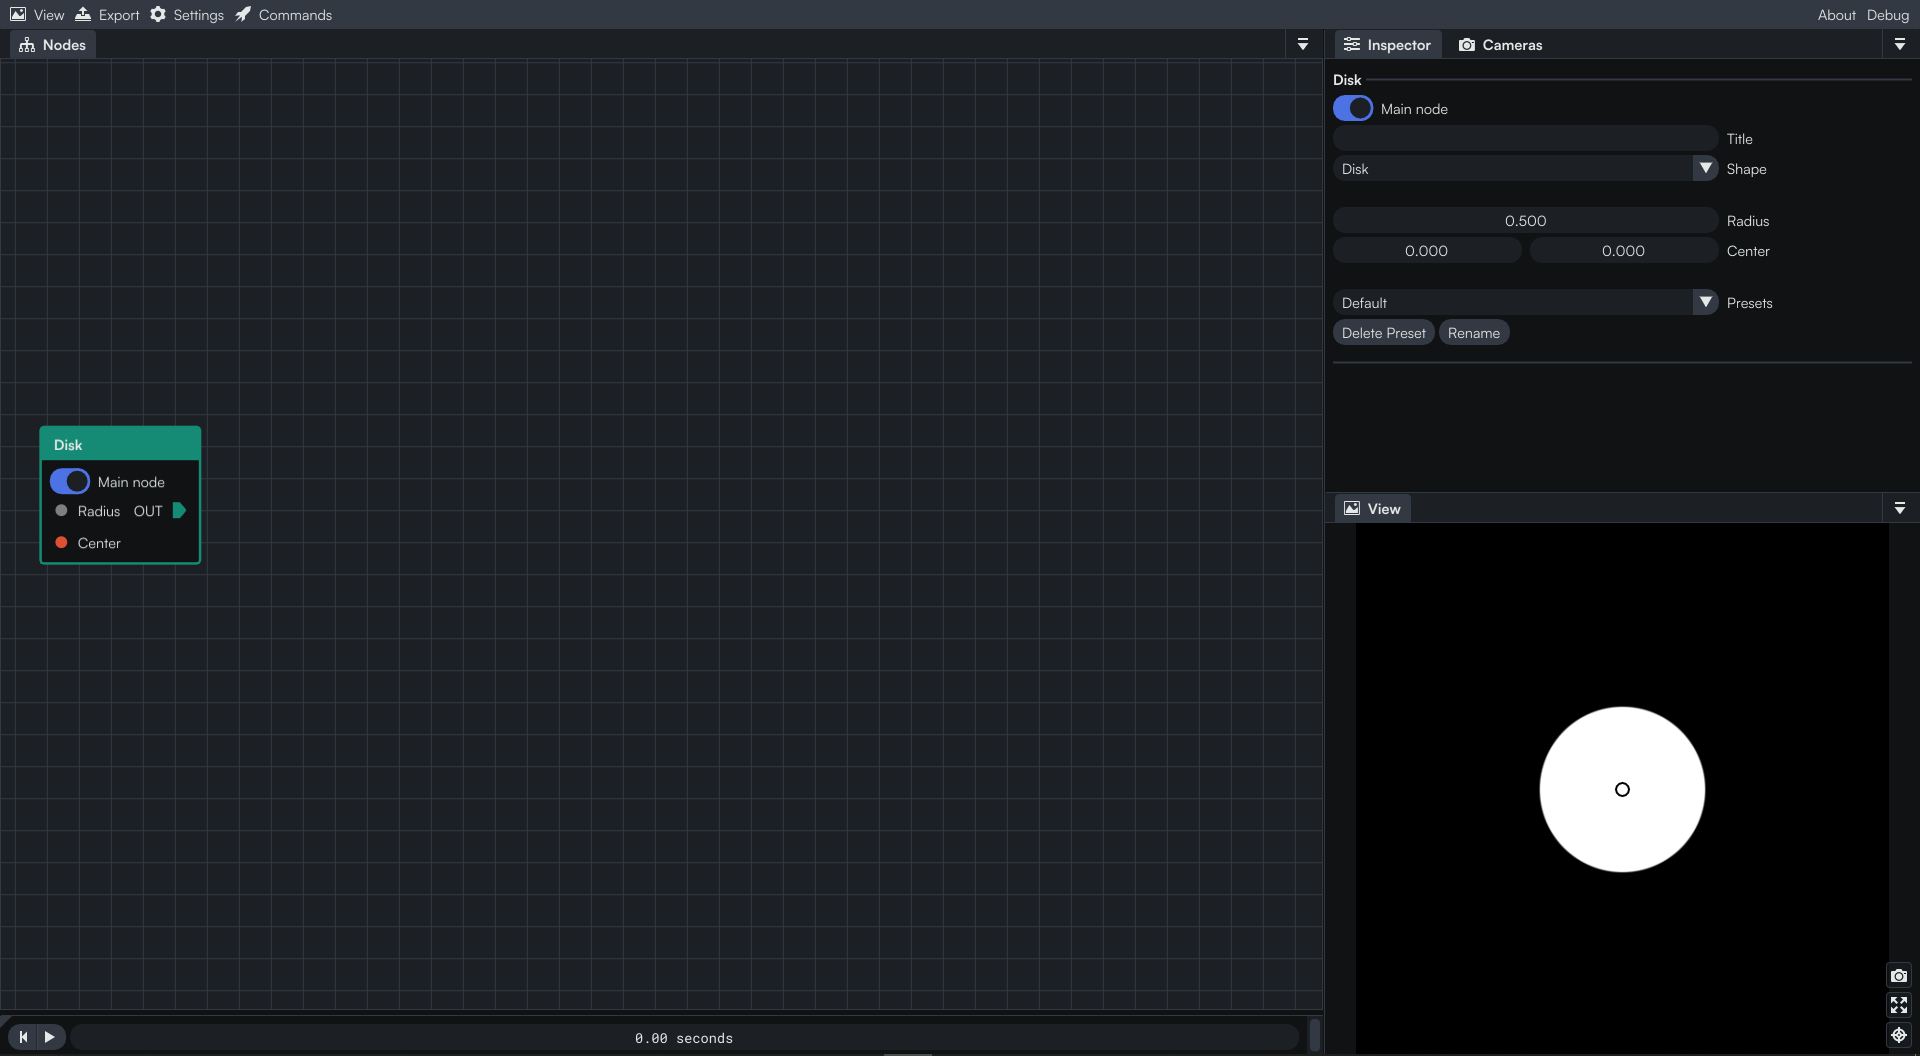 View Export Settings Commands About Debug
Nodes
Inspector Cameras
Disk
Main node
Title
Disk Shape
0.500 Radius
0.000 0.000 Center
Default Presets
Delete Preset Rename
Disk
Main node
Radius OUT
Center
View
0.00 seconds